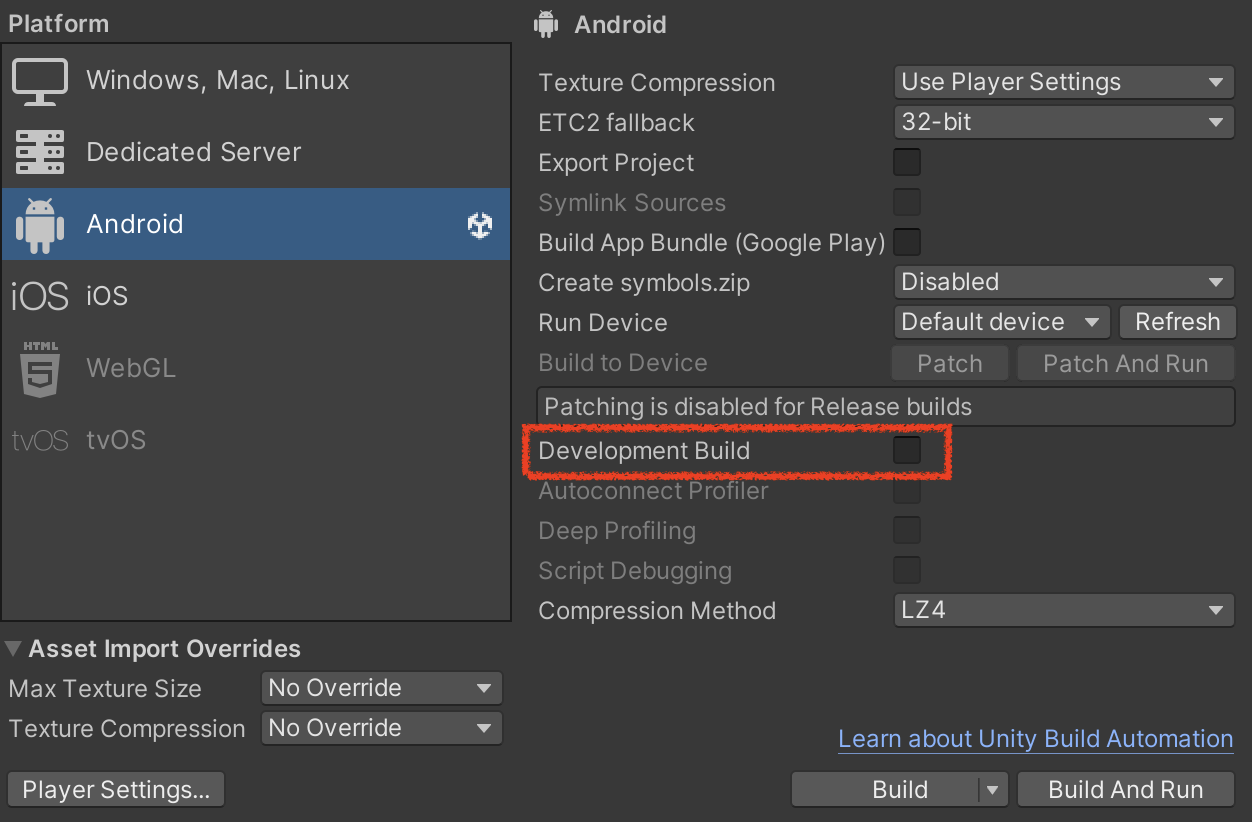 Platform
Windows, Mac, Linux
Dedicated Server
Android
iOS iOS
HTML
5 WebGL
tvOS tvOS
Asset Import Overrides
Max Texture Size No Override
Texture Compression No Override
Player Settings...
Android
Texture Compression Use Player Settings
ETC2 fallback 32-bit
Export Project
Symlink Sources
Build App Bundle (Google Play)
Create symbols.zip Disabled
Run Device Default device Refresh
Build to Device Patch Patch And Run
Patching is disabled for Release builds
Development Build
Autoconnect Profiler
Deep Profiling
Script Debugging
Compression Method LZ4
Learn about Unity Build Automation
Build Build And Run